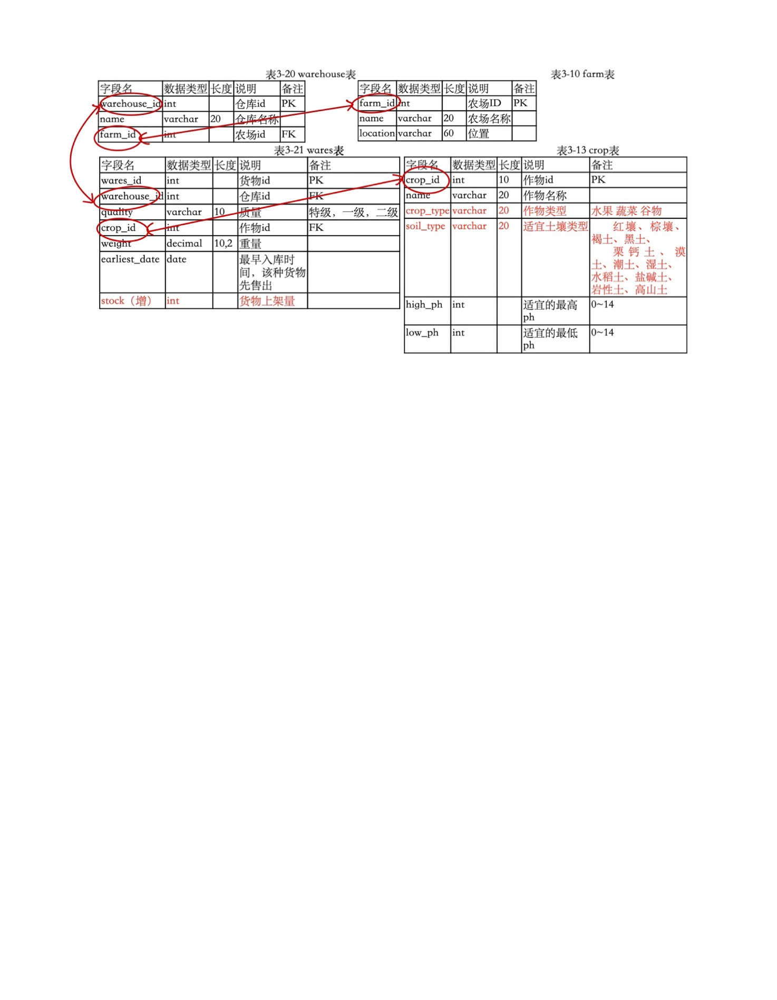 表3-20 warehouse表
字段名 数据类型 长度 说明 备注
warehouse_id int 仓库id PK
name varchar 20 仓库名称
farm_id int 农场id FK
表3-10 farm表
字段名 数据类型 长度 说明 备注
farm_id int 农场ID PK
name varchar 20 农场名称
location varchar 60 位置
表3-21 wares表
字段名 数据类型 长度 说明 备注
wares_id int 货物id PK
warehouse_id int 仓库id FK
quality varchar 10 质量 特级，一级，二级
crop_id int 作物id FK
weight decimal 10,2 重量
earliest_date date 最早入库时
间，该种货物
先售出
stock（增） int 货物上架量
表3-13 crop表
字段名 数据类型 长度 说明 备注
crop_id int 10 作物id PK
name varchar 20 作物名称
crop_type varchar 20 作物类型 水果 蔬菜 谷物
soil_type varchar 20 适宜土壤类型 红壤、棕壤、
褐土、黑土、
栗钙土、漠
土、潮土、湿土、
水稻土、盐碱土、
岩性土、高山土
high_ph int 适宜的最高 0~14
ph
low_ph int 适宜的最低 0~14
ph